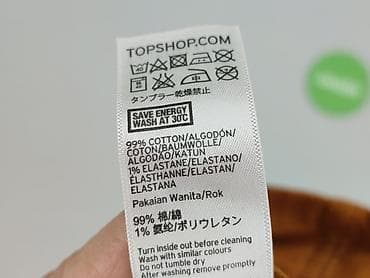 TOPSHOP.COM
タンブラー乾燥禁止
SAVE ENERGY
WASH AT 30℃
99% COTTON/ALGODÓN/
COTON/BAUMWOLLE/
ALGODÃO/KATUN
1% ELASTANE/ELASTANO/
ÉLASTHANNE/ELASTAN/
ELASTANA
Pakaian Wanita/Rok
99% 棉/綿
1% 氨纶/ポリウレタン
Turn inside out before cleaning
Wash with similar colours
Do not tumble dry
After washing remove promptly